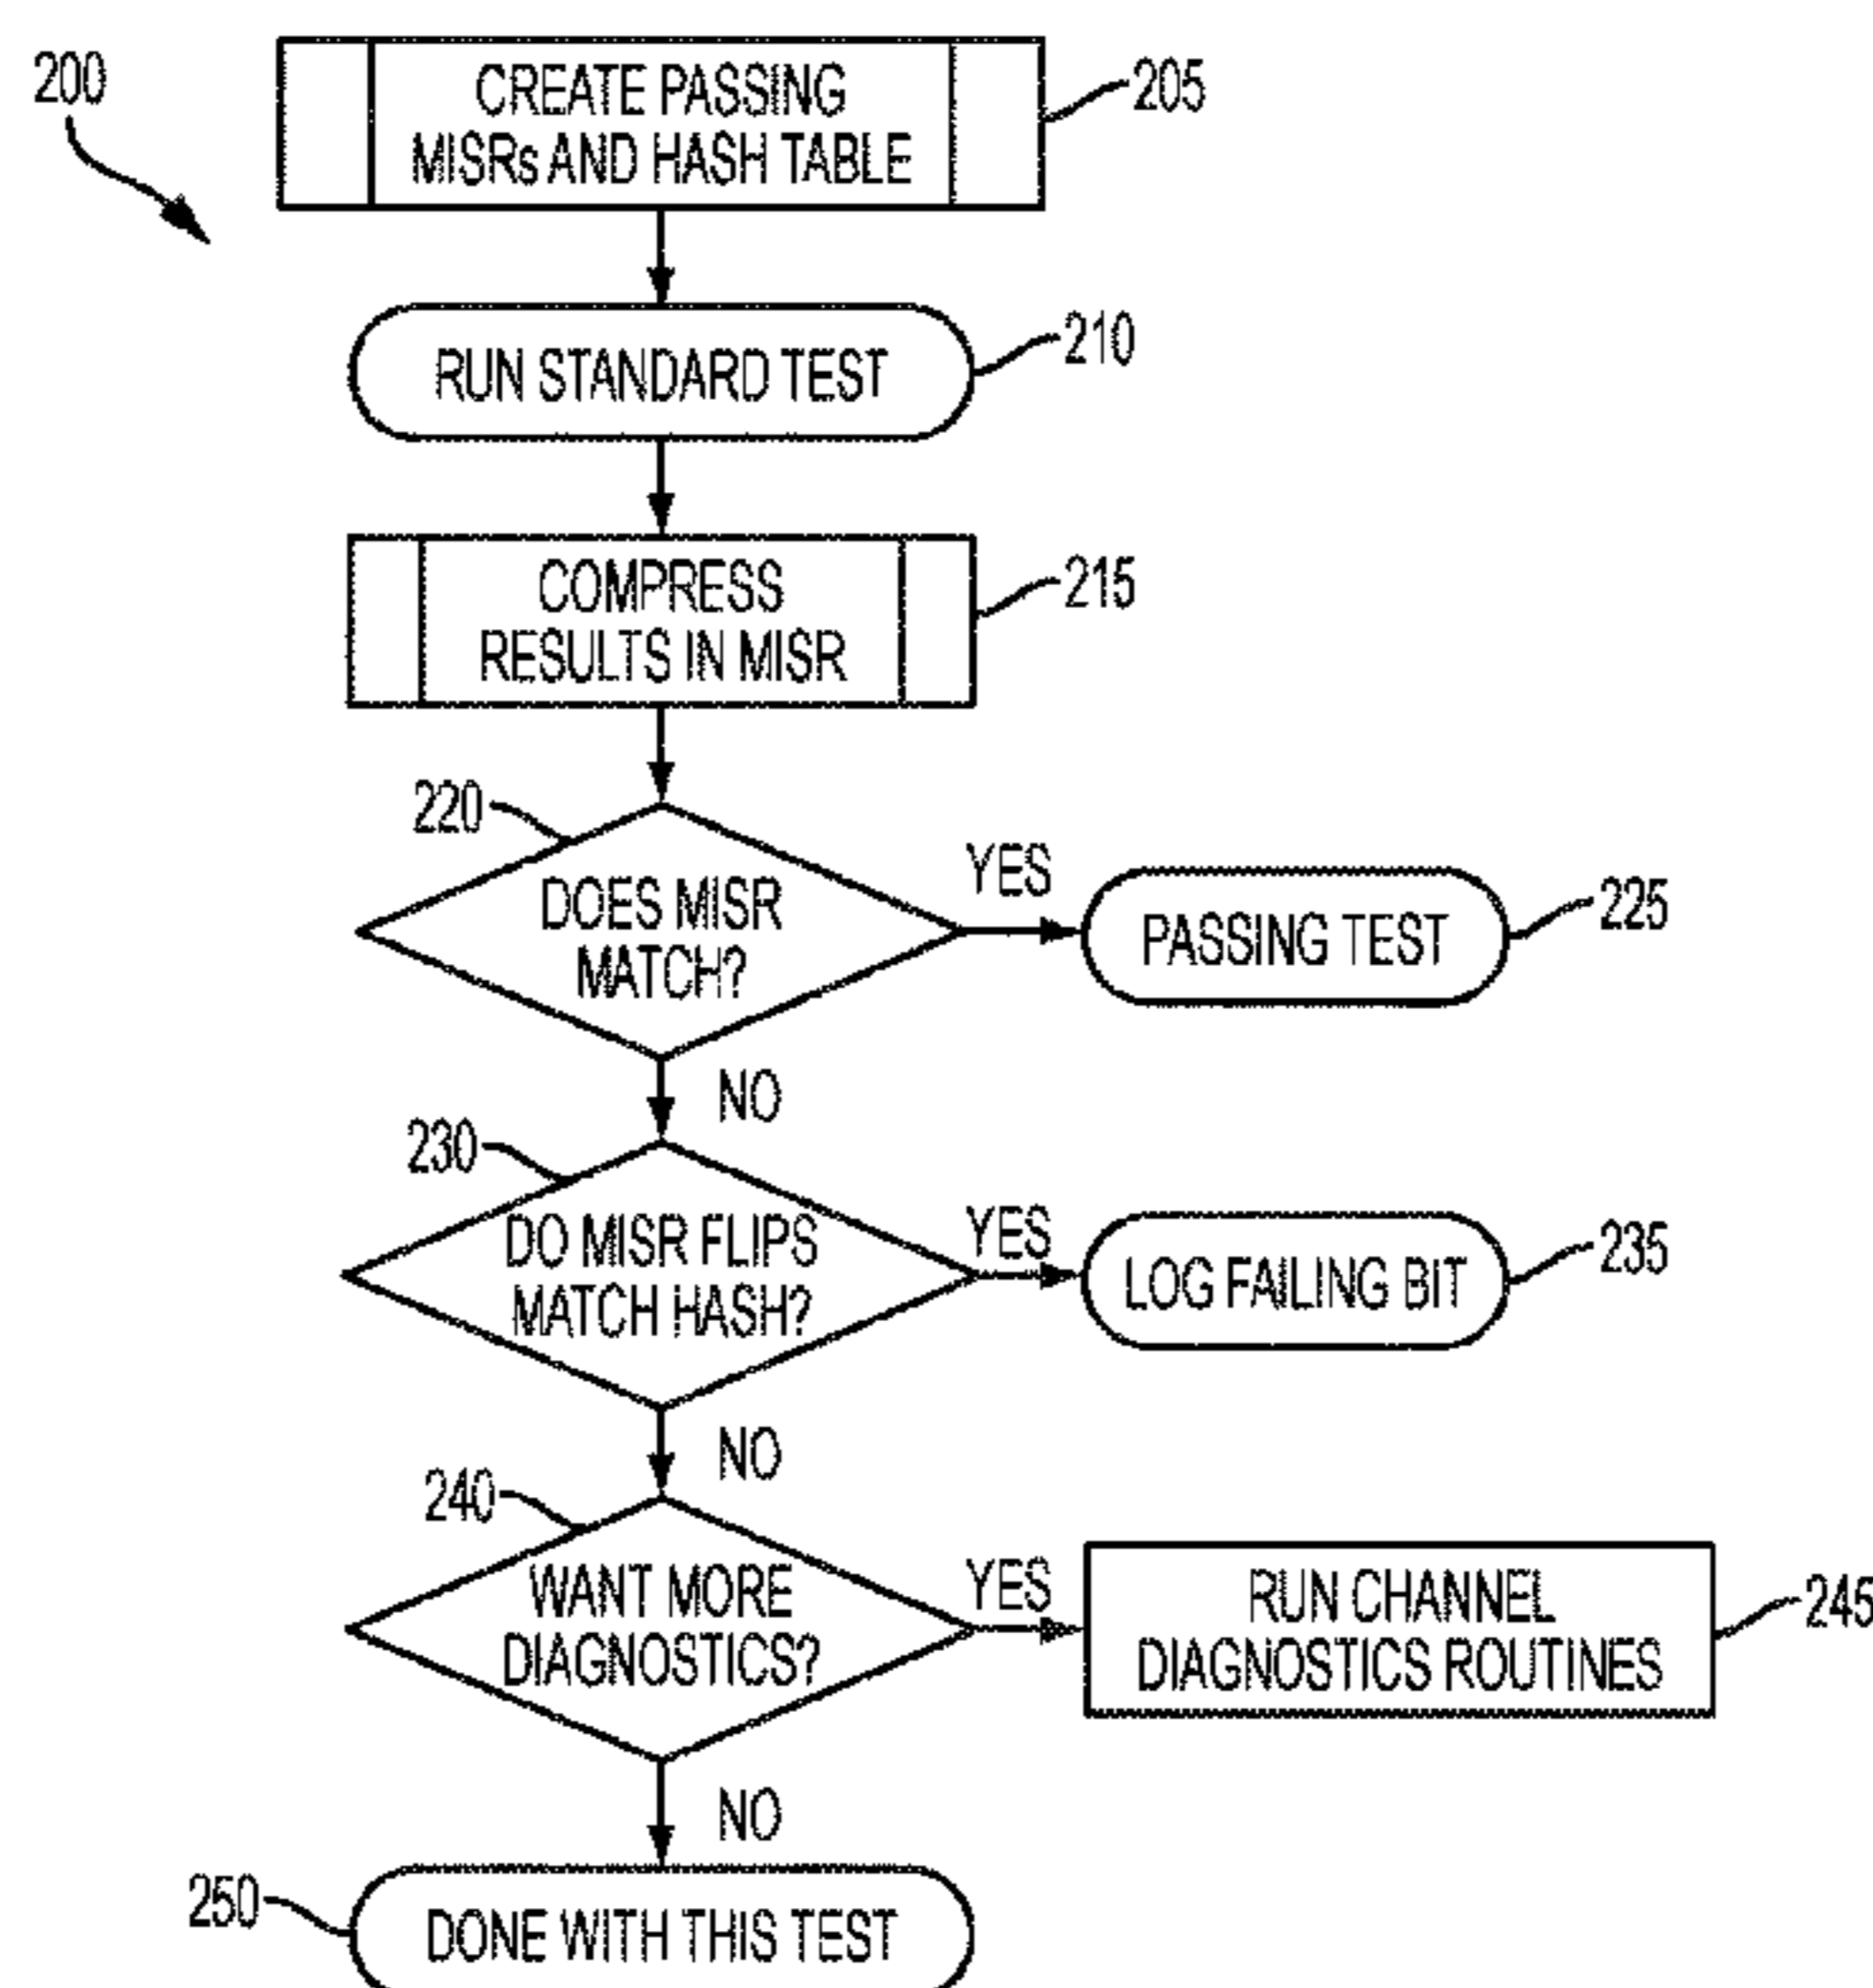 200
CREATE PASSING
MISRs AND HASH TABLE
205
RUN STANDARD TEST
210
COMPRESS
RESULTS IN MISR
215
220
DOES MISR
MATCH?
YES
PASSING TEST
225
NO
230
DO MISR FLIPS
MATCH HASH?
YES
LOG FAILING BIT
235
NO
240
WANT MORE
DIAGNOSTICS?
YES
RUN CHANNEL
DIAGNOSTICS ROUTINES
245
NO
250
DONE WITH THIS TEST